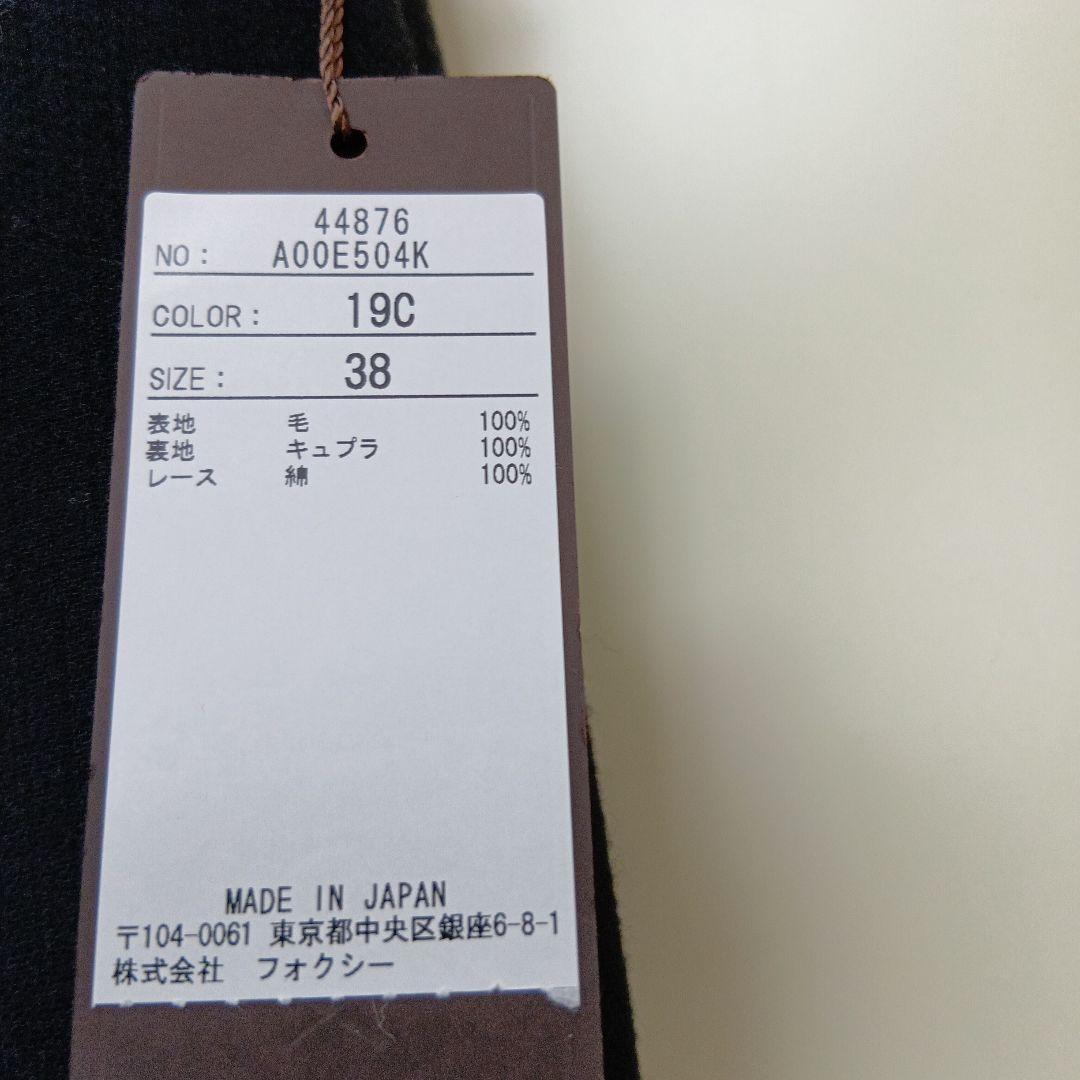 44876
NO： A00E504K
COLOR： 19C
SIZE： 38
表地 毛 100%
裏地 キュプラ 100%
レース 綿 100%
MADE IN JAPAN
〒104-0061 東京都中央区銀座6-8-1
株式会社 フォクシー